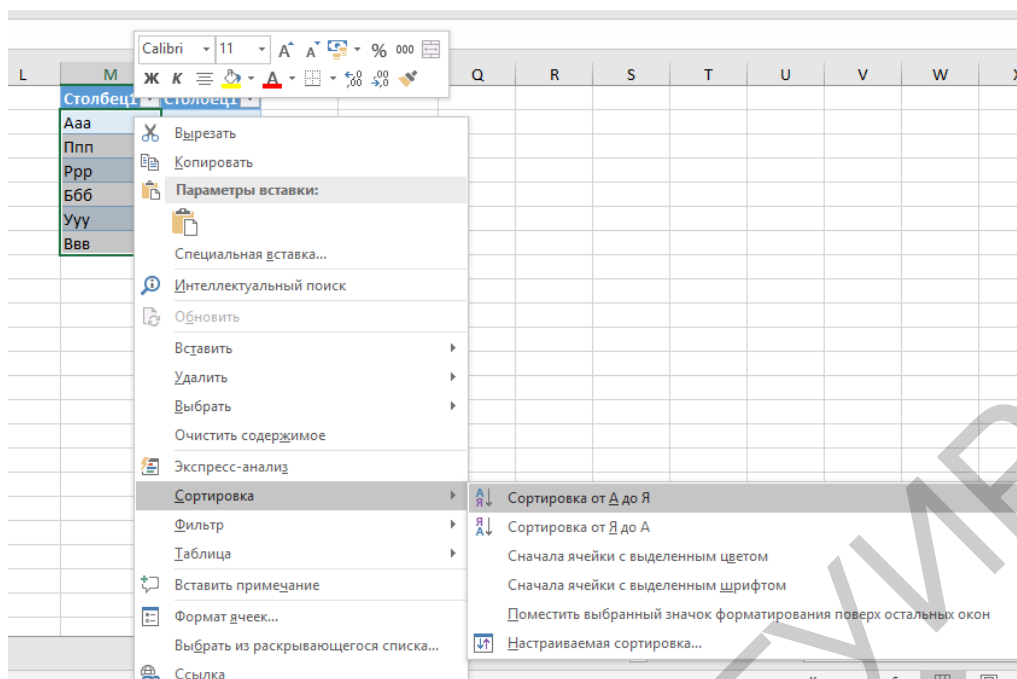 Calibri 11 A A % 000
L M Q R S T U V W
Ж К А ,00 ,0
Столбец1 Столбец1
Ааа
Ппп
Ррр
Ббб
Ууу
Ввв
Вырезать
Копировать
Параметры вставки:
Специальная вставка...
Интеллектуальный поиск
Обновить
Вставить
Удалить
Выбрать
Очистить содержимое
Экспресс-анализ
Сортировка
Сортировка от А до Я
Фильтр
Сортировка от Я до А
Таблица
Сначала ячейки с выделенным цветом
Вставить примечание
Сначала ячейки с выделенным шрифтом
Формат ячеек...
Поместить выбранный значок форматирования поверх остальных окон
Выбрать из раскрывающегося списка...
Настраиваемая сортировка...
Ссылка